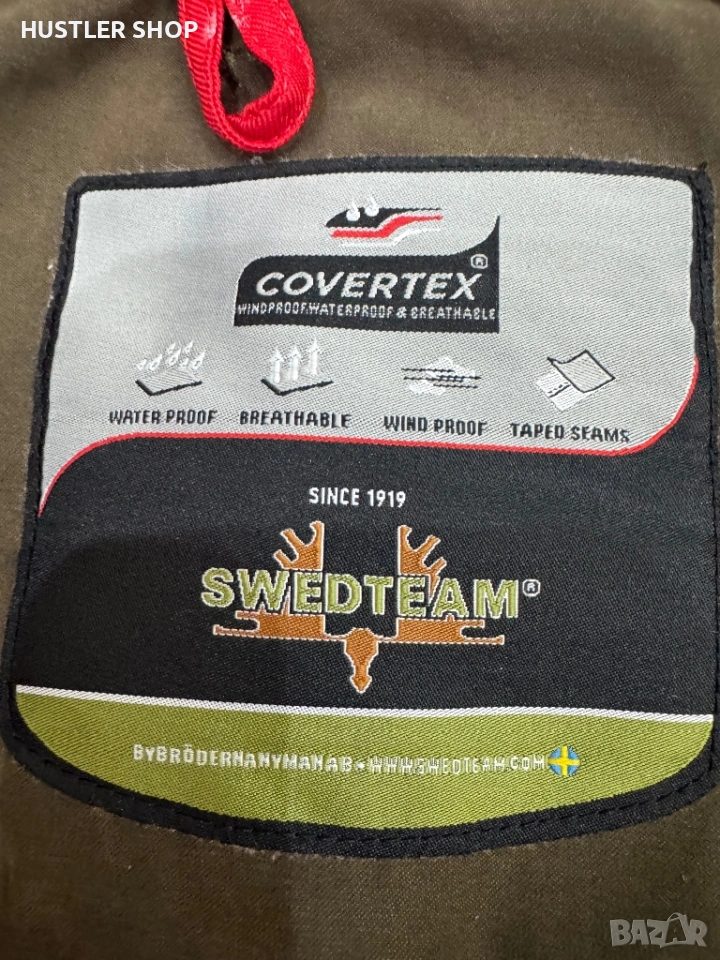 HUSTLER SHOP
COVERTEX®
WINDPROOF.WATERPROOF & BREATHABLE
WATER PROOF BREATHABLE WIND PROOF TAPED SEAMS
SINCE 1919
SWEDTEAM®
BYBRÖDERNANYMANAB • WWW.SWEDTEAM.COM
BAZAR